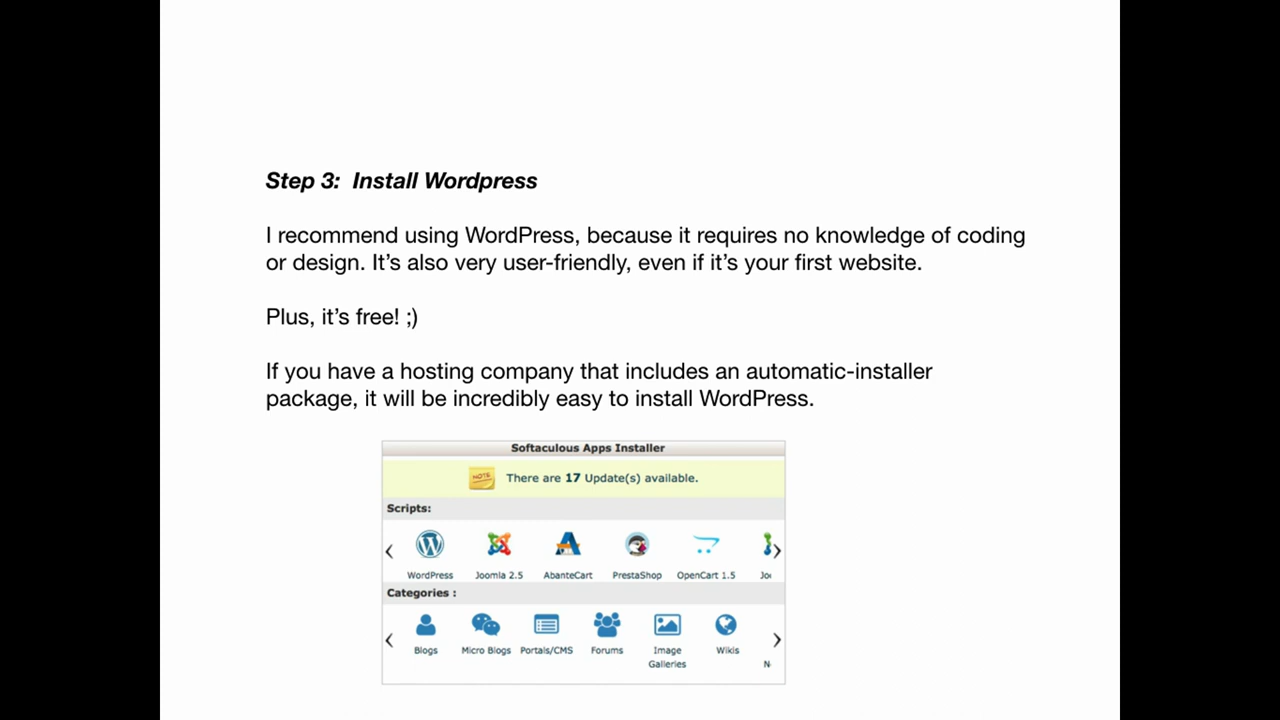 Step 3: Install Wordpress
I recommend using WordPress, because it requires no knowledge of coding
or design. It’s also very user-friendly, even if it’s your first website.
Plus, it’s free! ;)
If you have a hosting company that includes an automatic-installer
package, it will be incredibly easy to install WordPress.
Softaculous Apps Installer
NOTE There are 17 Update(s) available.
Scripts:
WordPress Joomla 2.5 AbanteCart PrestaShop OpenCart 1.5 Jo
Categories :
Blogs Micro Blogs Portals/CMS Forums Image Wikis
Galleries N